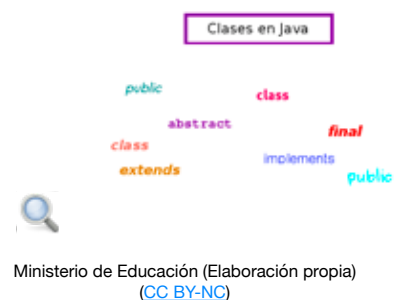 Clases en Java
public
class
abstract
final
class
implements
extends
public
Ministerio de Educación (Elaboración propia)
(CC BY-NC)